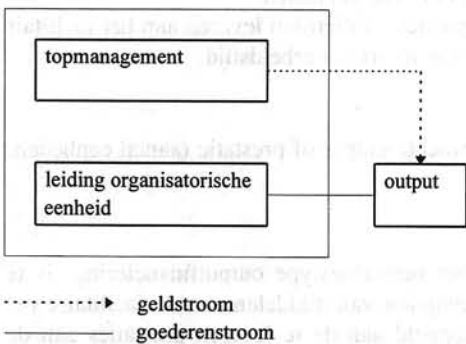 topmanagement
leiding organisatorische
eenheid
output
geldstroom
goederenstroom